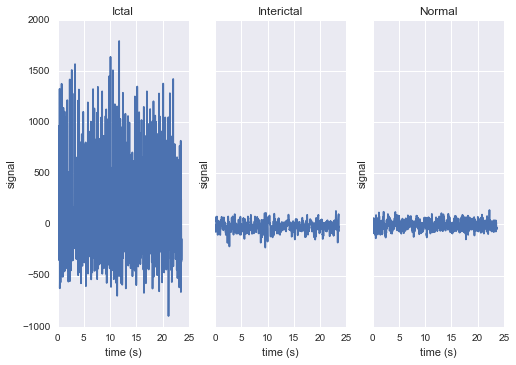 Ictal Interictal Normal
2000
1500
1000
500
0
−500
−1000
signal signal signal
0 5 10 15 20 25 0 5 10 15 20 25 0 5 10 15 20 25
time (s) time (s) time (s)